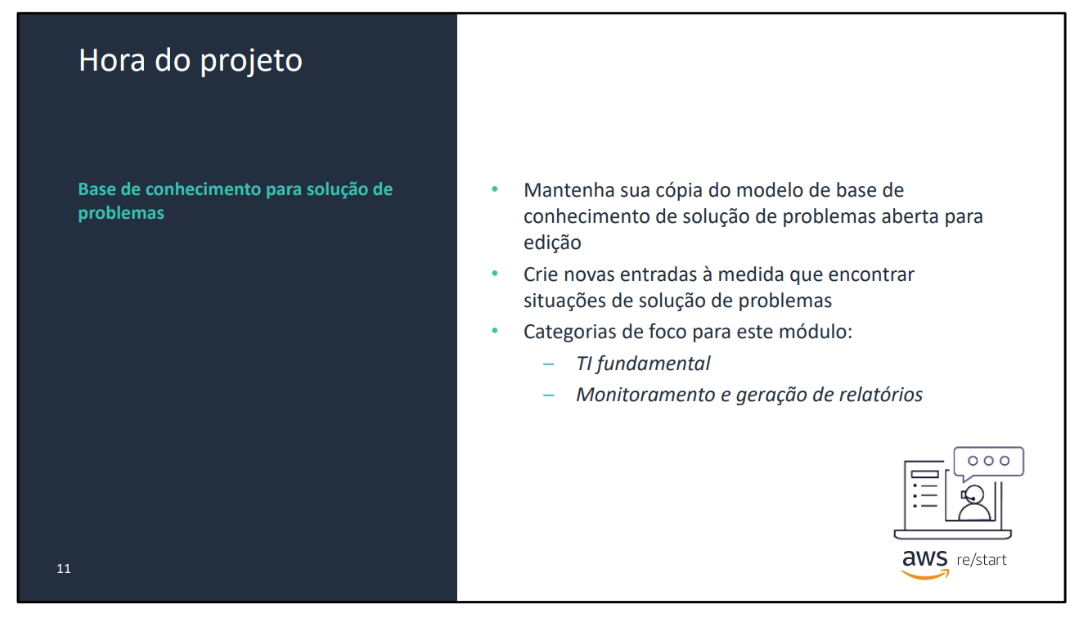 Hora do projeto
Base de conhecimento para solução de
problemas
• Mantenha sua cópia do modelo de base de
conhecimento de solução de problemas aberta para
edição
• Crie novas entradas à medida que encontrar
situações de solução de problemas
• Categorias de foco para este módulo:
– TI fundamental
– Monitoramento e geração de relatórios
aws re/start
11